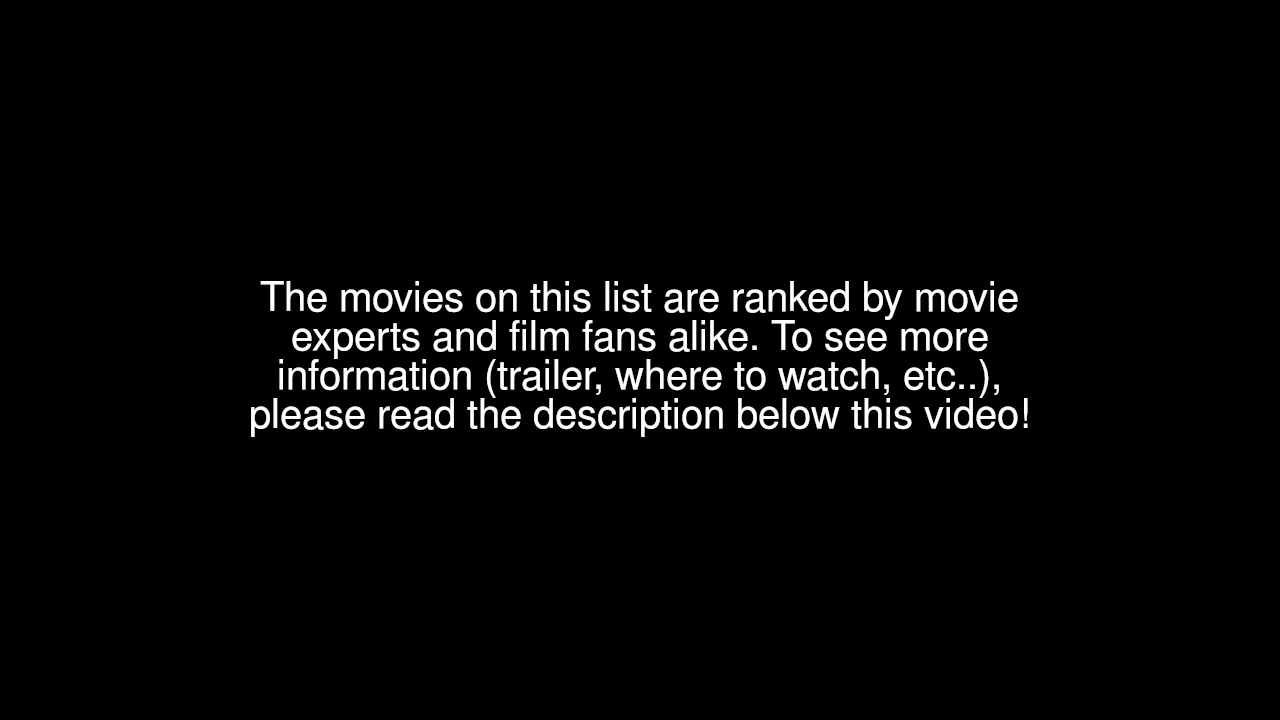 The movies on this list are ranked by movie
experts and film fans alike. To see more
information (trailer, where to watch, etc..),
please read the description below this video!